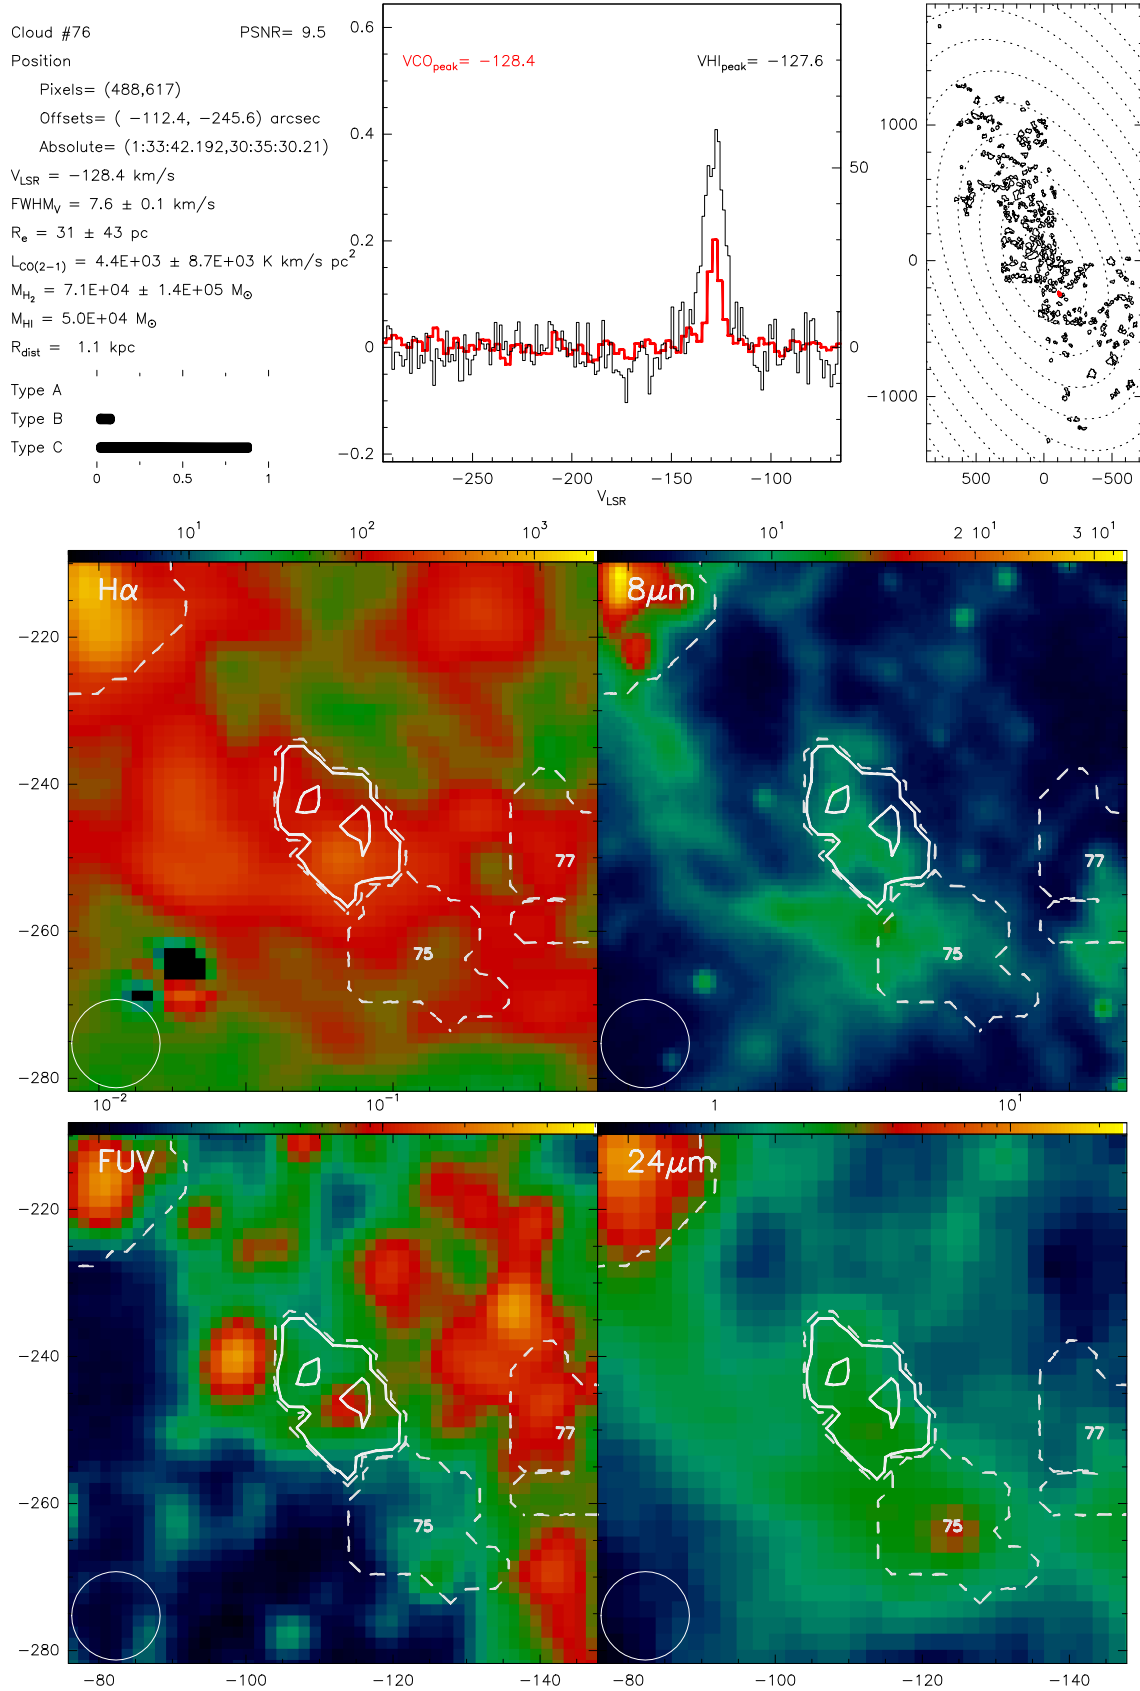 Cloud #76 PSNR= 9.5
Position
Pixels= (488,617)
Offsets= ( −112.4, −245.6) arcsec
Absolute= (1:33:42.192,30:35:30.21)
V_LSR = −128.4 km/s
FWHM_V = 7.6 ± 0.1 km/s
R_e = 31 ± 43 pc
L_CO(2−1) = 4.4E+03 ± 8.7E+03 K km/s pc²
M_H₂ = 7.1E+04 ± 1.4E+05 M⊙
M_HI = 5.0E+04 M⊙
R_dist = 1.1 kpc
Type A
Type B
Type C
0 0.5 1
VCO_peak= −128.4 VHI_peak= −127.6
0.6
0.4
0.2
0
−0.2
50
0
−250 −200 −150 −100
V_LSR
1000
0
−1000
500 0 −500
10¹ 10² 10³
10¹ 2 10¹ 3 10¹
Hα
8μm
−220
−240
−260
−280
77
75
77
75
10⁻² 10⁻¹
1 10¹
FUV
24μm
−220
−240
−260
−280
77
75
77
75
−80 −100 −120 −140
−80 −100 −120 −140